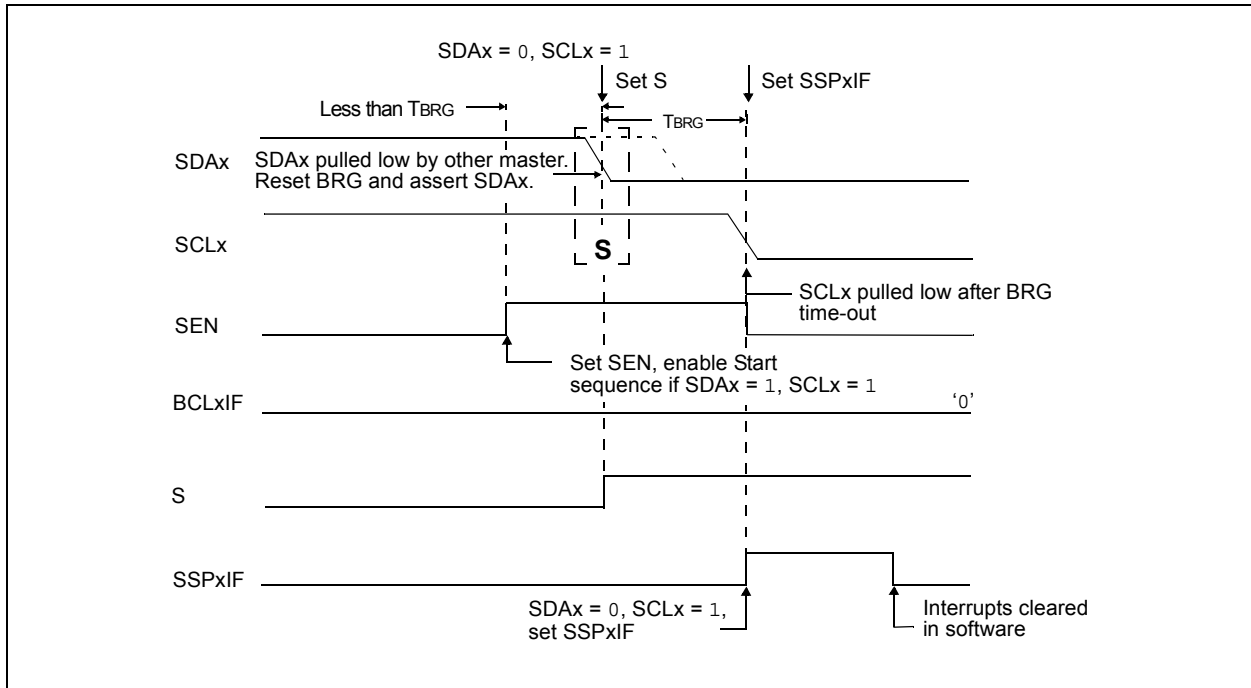 SDAx = 0, SCLx = 1
Set S
Set SSPxIF
Less than TBRG
TBRG
SDAx
SDAx pulled low by other master.
Reset BRG and assert SDAx.
SCLx
S
SCLx pulled low after BRG
time-out
SEN
Set SEN, enable Start
sequence if SDAx = 1, SCLx = 1
BCLxIF
‘0’
S
SSPxIF
SDAx = 0, SCLx = 1,
set SSPxIF
Interrupts cleared
in software